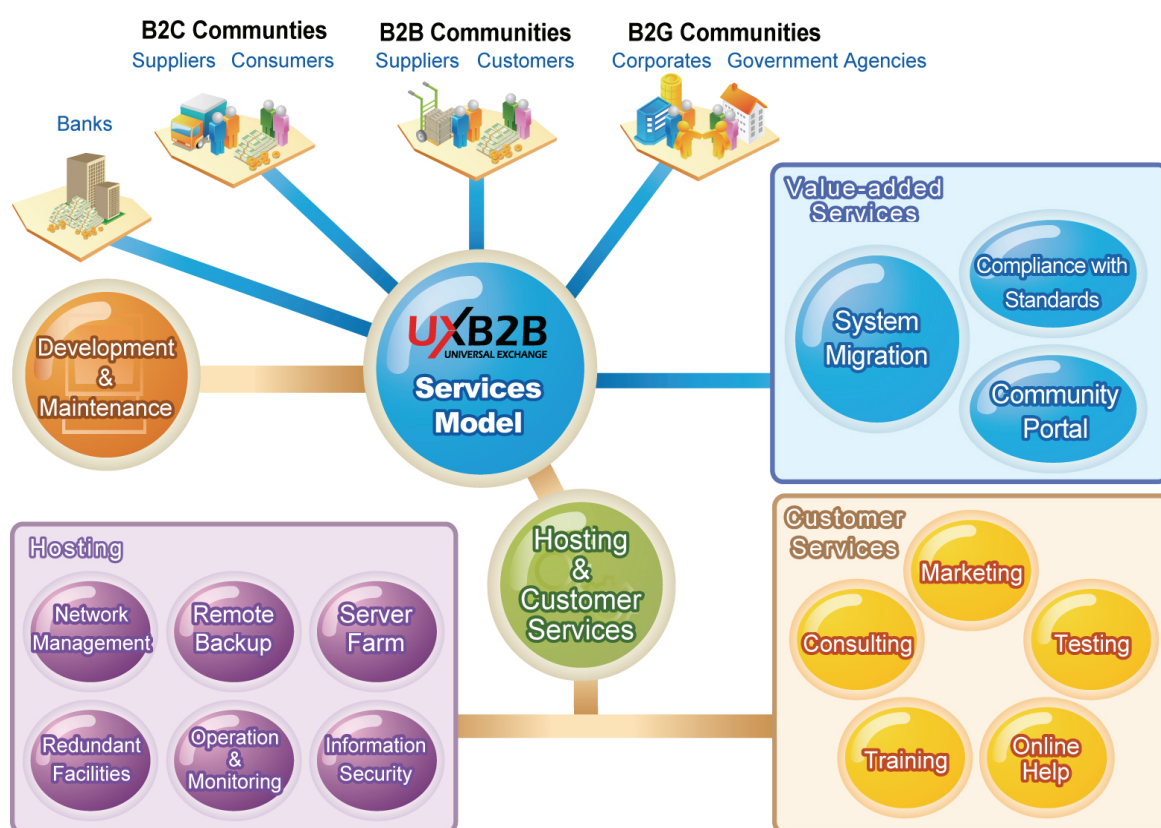 B2C Communties
Suppliers Consumers
B2B Communities
Suppliers Customers
B2G Communities
Corporates Government Agencies
Banks
Value-added
Services
Compliance with
Standards
System
Migration
Community
Portal
UXB2B
UNIVERSAL EXCHANGE
Services
Model
Development
&
Maintenance
Hosting
&
Customer
Services
Hosting
Network
Management
Remote
Backup
Server
Farm
Redundant
Facilities
Operation
&
Monitoring
Information
Security
Customer
Services
Marketing
Consulting
Testing
Training
Online
Help